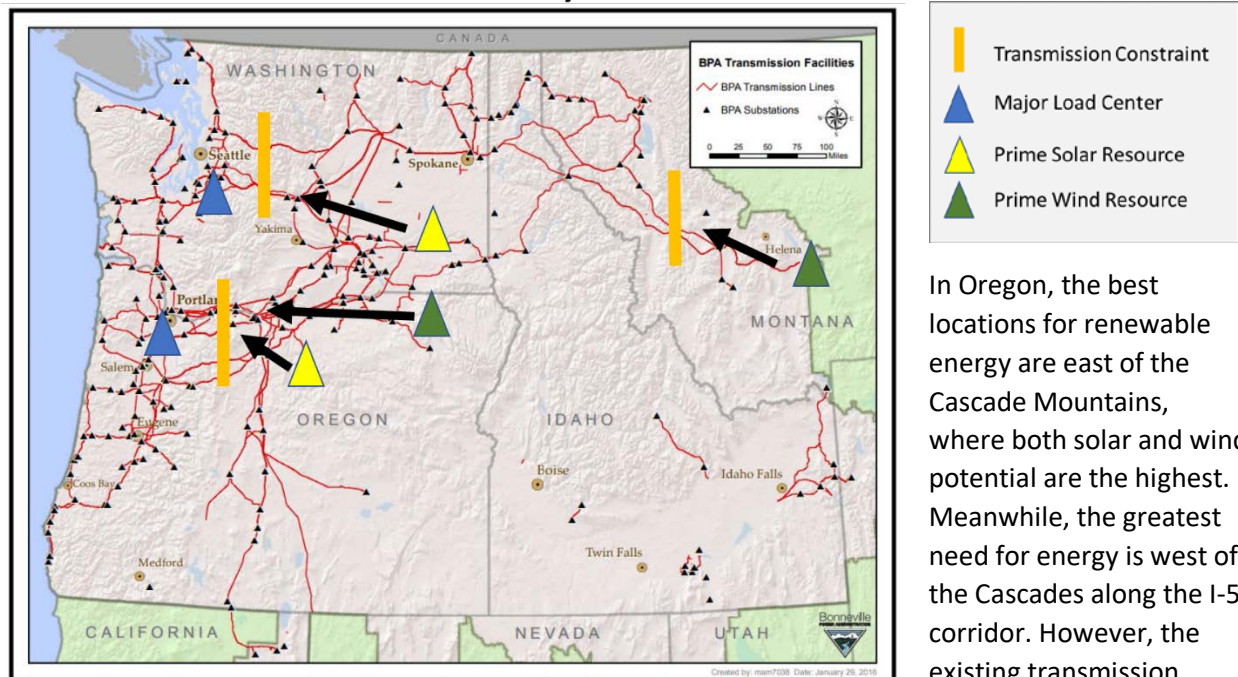 CANADA
WASHINGTON
Seattle
Spokane
Yakima
Portlan
Salem
Eugene
Coos Bay
Medford
OREGON
IDAHO
Boise
Idaho Falls
Twin Falls
Helena
MONTANA
CALIFORNIA
NEVADA
UTAH
BPA Transmission Facilities
BPA Transmission Lines
BPA Substations
N
W
E
S
0 25 50 75 100
Miles
Bonneville
Created by: mam7038 Date: January 29, 2016
Transmission Constraint
Major Load Center
Prime Solar Resource
Prime Wind Resource
In Oregon, the best
locations for renewable
energy are east of the
Cascade Mountains,
where both solar and wind
potential are the highest.
Meanwhile, the greatest
need for energy is west of
the Cascades along the I-5
corridor. However, the
existing transmission